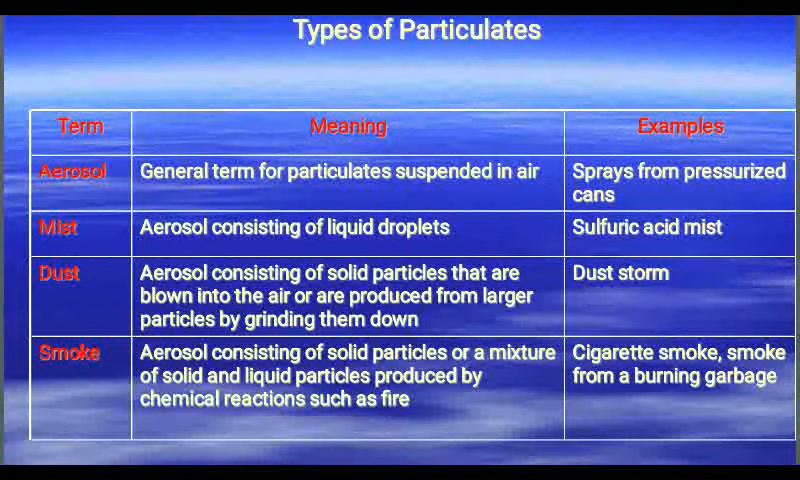 Types of Particulates
Term Meaning Examples
Aerosol General term for particulates suspended in air Sprays from pressurized
cans
Mist Aerosol consisting of liquid droplets Sulfuric acid mist
Dust Aerosol consisting of solid particles that are Dust storm
blown into the air or are produced from larger
particles by grinding them down
Smoke Aerosol consisting of solid particles or a mixture Cigarette smoke, smoke
of solid and liquid particles produced by from a burning garbage
chemical reactions such as fire